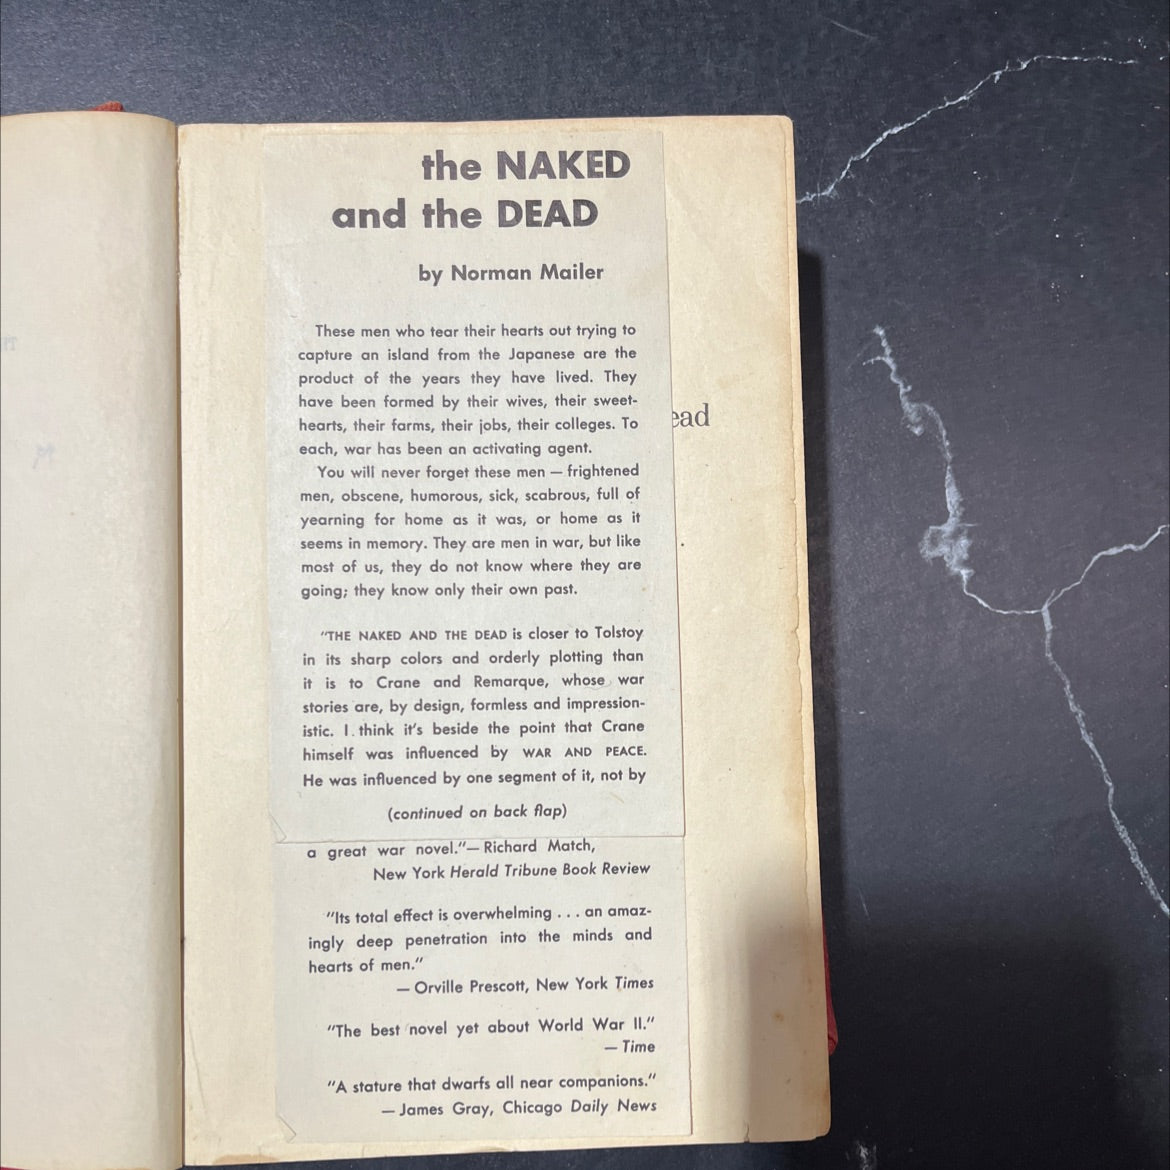 the NAKED
and the DEAD
by Norman Mailer
These men who tear their hearts out trying to
capture an island from the Japanese are the
product of the years they have lived. They
have been formed by their wives, their sweet-
hearts, their farms, their jobs, their colleges. To
each, war has been an activating agent.
You will never forget these men — frightened
men, obscene, humorous, sick, scabrous, full of
yearning for home as it was, or home as it
seems in memory. They are men in war, but like
most of us, they do not know where they are
going; they know only their own past.
"THE NAKED AND THE DEAD is closer to Tolstoy
in its sharp colors and orderly plotting than
it is to Crane and Remarque, whose war
stories are, by design, formless and impression-
istic. I think it's beside the point that Crane
himself was influenced by WAR AND PEACE.
He was influenced by one segment of it, not by
(continued on back flap)
a great war novel."—Richard Match,
New York Herald Tribune Book Review
"Its total effect is overwhelming . . . an amaz-
ingly deep penetration into the minds and
hearts of men."
— Orville Prescott, New York Times
"The best novel yet about World War II."
— Time
"A stature that dwarfs all near companions."
— James Gray, Chicago Daily News
ead